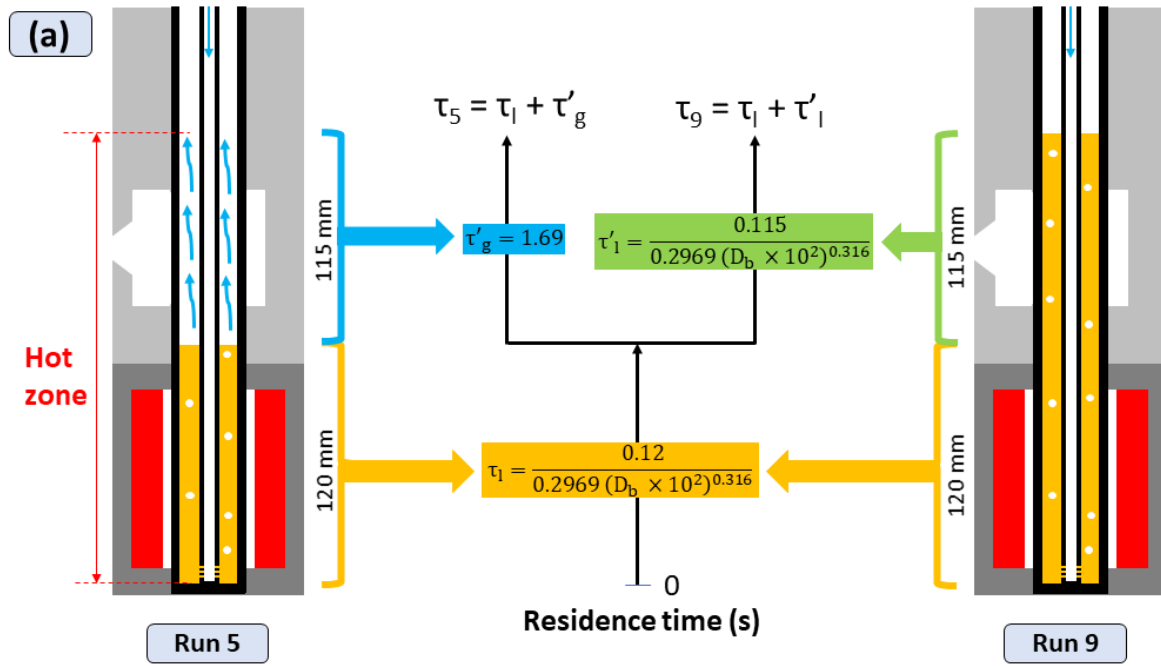 (a)
τ₅ = τₗ + τ'g
τ₉ = τₗ + τ'ₗ
115 mm
τ'g = 1.69
τ'ₗ = 0.115 / 0.2969 (D_b × 10²)^0.316
115 mm
Hot
zone
120 mm
τₗ = 0.12 / 0.2969 (D_b × 10²)^0.316
120 mm
0
Residence time (s)
Run 5
Run 9